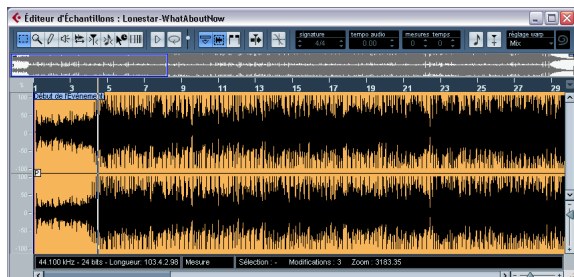 Éditeur d'Échantillons : Lonestar-WhatAboutNow
signature
4/4
temps audio
0.00
mesures temps
0 0
réglage warp
Mix
1 3 5 7 9 11 13 15 17 19 21 23 25 27 29
Début de l'Événement
100
50
0
-50
-100
100
50
0
-50
-100
44.100 kHz - 24 bits - Longueur: 103.4.2.98 Mesure Sélection : - Modifications : 3 Zoom : 3183.35